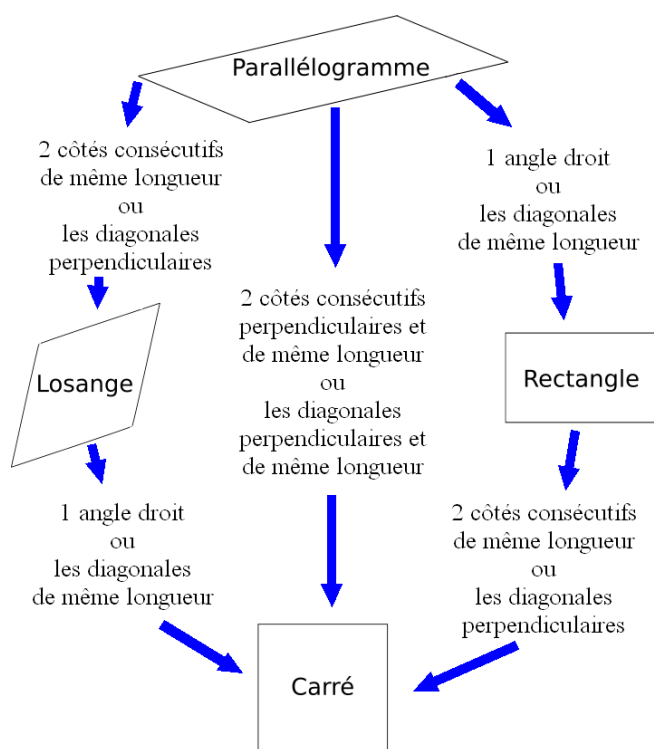 Parallélogramme
2 côtés consécutifs
de même longueur
ou
les diagonales
perpendiculaires
2 côtés consécutifs
perpendiculaires et
de même longueur
ou
les diagonales
perpendiculaires et
de même longueur
1 angle droit
ou
les diagonales
de même longueur
Losange
Rectangle
1 angle droit
ou
les diagonales
de même longueur
2 côtés consécutifs
de même longueur
ou
les diagonales
perpendiculaires
Carré